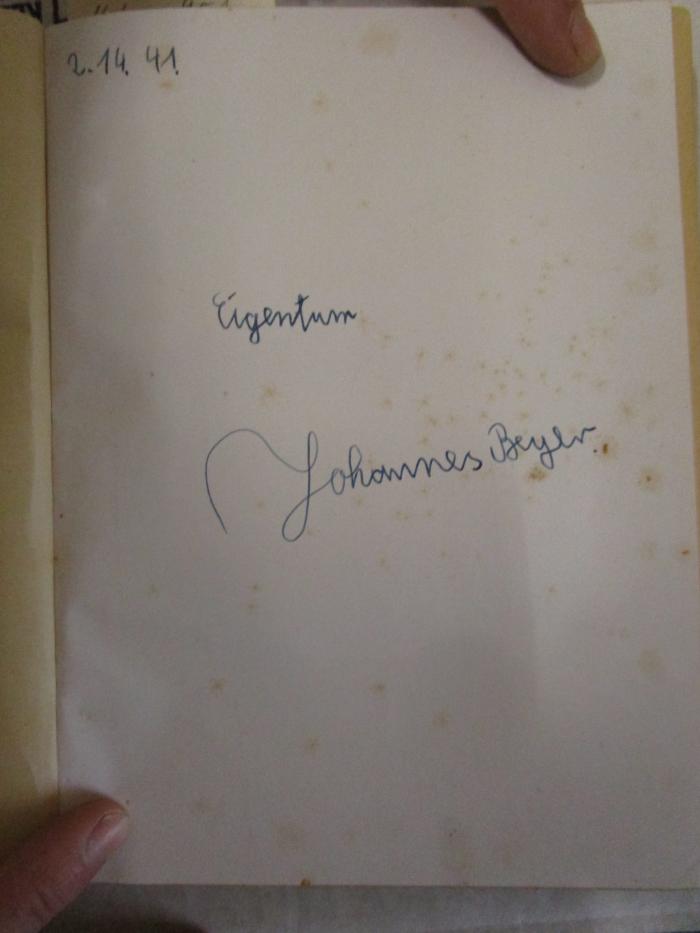 2.14. 41.
Eigentum
Johannes Beyer.